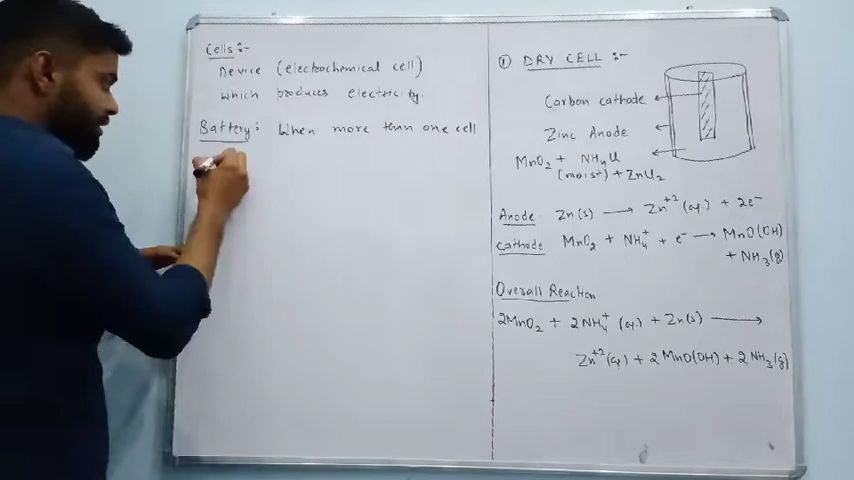 Cells :-
Device (electrochemical cell)
which produces electricity.
Battery : When more than one cell
① DRY CELL :-
Carbon cathode
Zinc Anode
MnO₂ + NH₄Cl
(moist) + ZnCl₂
Anode Zn(s) ⟶ Zn⁺²(aq.) + 2e⁻
Cathode MnO₂ + NH₄⁺ + e⁻ ⟶ MnO(OH)
+ NH₃(g)
Overall Reaction
2MnO₂ + 2NH₄⁺(aq.) + Zn(s) ⟶
Zn⁺²(aq) + 2MnO(OH) + 2NH₃(g)